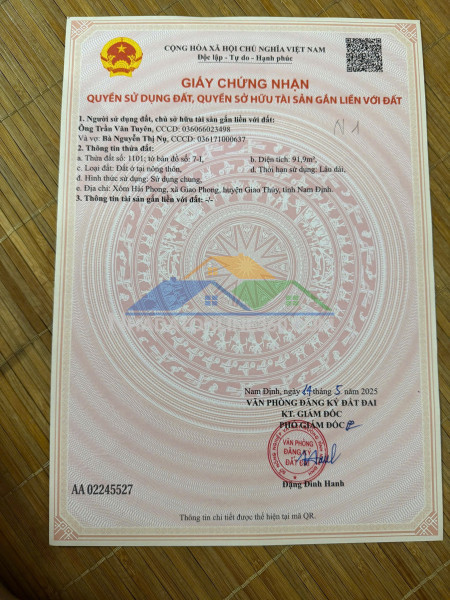 CỘNG HÒA XÃ HỘI CHỦ NGHĨA VIỆT NAM
Độc lập - Tự do - Hạnh phúc
GIẤY CHỨNG NHẬN
QUYỀN SỬ DỤNG ĐẤT, QUYỀN SỞ HỮU TÀI SẢN GẮN LIỀN VỚI ĐẤT
1. Người sử dụng đất, chủ sở hữu tài sản gắn liền với đất:
Ông Trần Văn Tuyên, CCCD: 036066023498
Và vợ: Bà Nguyễn Thị Nụ, CCCD: 036171000637
N1
2. Thông tin thửa đất:
a. Thửa đất số: 1101; tờ bản đồ số: 7-1, b. Diện tích: 91,9m²,
c. Loại đất: Đất ở tại nông thôn, d. Thời hạn sử dụng: Lâu dài,
đ. Hình thức sử dụng: Sử dụng chung,
e. Địa chỉ: Xóm Hải Phong, xã Giao Phong, huyện Giao Thủy, tỉnh Nam Định.
3. Thông tin tài sản gắn liền với đất: -/-
Nam Định, ngày 19 tháng 5 năm 2025
VĂN PHÒNG ĐĂNG KÝ ĐẤT ĐAI
KT. GIÁM ĐỐC
PHÓ GIÁM ĐỐC
VĂN PHÒNG
ĐĂNG KÝ
ĐẤT ĐAI
Đặng Đình Hanh
AA 02245527
Thông tin chi tiết được thể hiện tại mã QR.